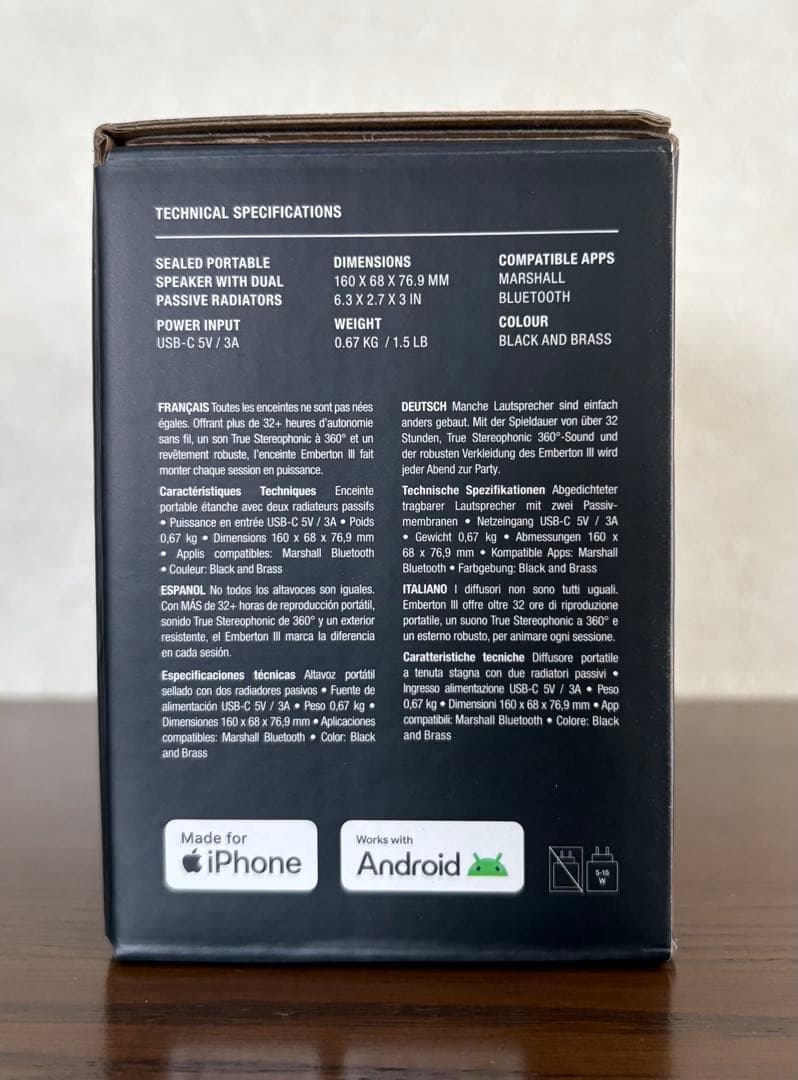 TECHNICAL SPECIFICATIONS
SEALED PORTABLE
SPEAKER WITH DUAL
PASSIVE RADIATORS
POWER INPUT
USB-C 5V / 3A
DIMENSIONS
160 X 68 X 76.9 MM
6.3 X 2.7 X 3 IN
WEIGHT
0.67 KG / 1.5 LB
COMPATIBLE APPS
MARSHALL
BLUETOOTH
COLOUR
BLACK AND BRASS
FRANÇAIS Toutes les enceintes ne sont pas nées
égales. Offrant plus de 32+ heures d'autonomie
sans fil, un son True Stereophonic à 360° et un
revêtement robuste, l'enceinte Emberton III fait
monter chaque session en puissance.
Caractéristiques Techniques Enceinte
portable étanche avec deux radiateurs passifs
• Puissance en entrée USB-C 5V / 3A • Poids
0,67 kg • Dimensions 160 x 68 x 76,9 mm
• Applis compatibles: Marshall Bluetooth
• Couleur: Black and Brass
ESPANOL No todos los altavoces son iguales.
Con MÁS de 32+ horas de reproducción portátil,
sonido True Stereophonic de 360° y un exterior
resistente, el Emberton III marca la diferencia
en cada sesión.
Especificaciones técnicas Altavoz portátil
sellado con dos radiadores pasivos • Fuente de
alimentación USB-C 5V / 3A • Peso 0,67 kg •
Dimensiones 160 x 68 x 76,9 mm • Aplicaciones
compatibles: Marshall Bluetooth • Color: Black
and Brass
DEUTSCH Manche Lautsprecher sind einfach
anders gebaut. Mit der Spieldauer von über 32
Stunden, True Stereophonic 360°-Sound und
der robusten Verkleidung des Emberton III wird
jeder Abend zur Party.
Technische Spezifikationen Abgedichteter
tragbarer Lautsprecher mit zwei Passiv-
membranen • Netzeingang USB-C 5V / 3A
• Gewicht 0,67 kg • Abmessungen 160 x
68 x 76,9 mm • Kompatible Apps: Marshall
Bluetooth • Farbgebung: Black and Brass
ITALIANO I diffusori non sono tutti uguali.
Emberton III offre oltre 32 ore di riproduzione
portatile, un suono True Stereophonic a 360° e
un esterno robusto, per animare ogni sessione.
Caratteristiche tecniche Diffusore portatile
a tenuta stagna con due radiatori passivi •
Ingresso alimentazione USB-C 5V / 3A • Peso
0,67 kg • Dimensioni 160 x 68 x 76,9 mm • App
compatibili: Marshall Bluetooth • Colore: Black
and Brass
Made for
iPhone
Works with
Android
5-15
W